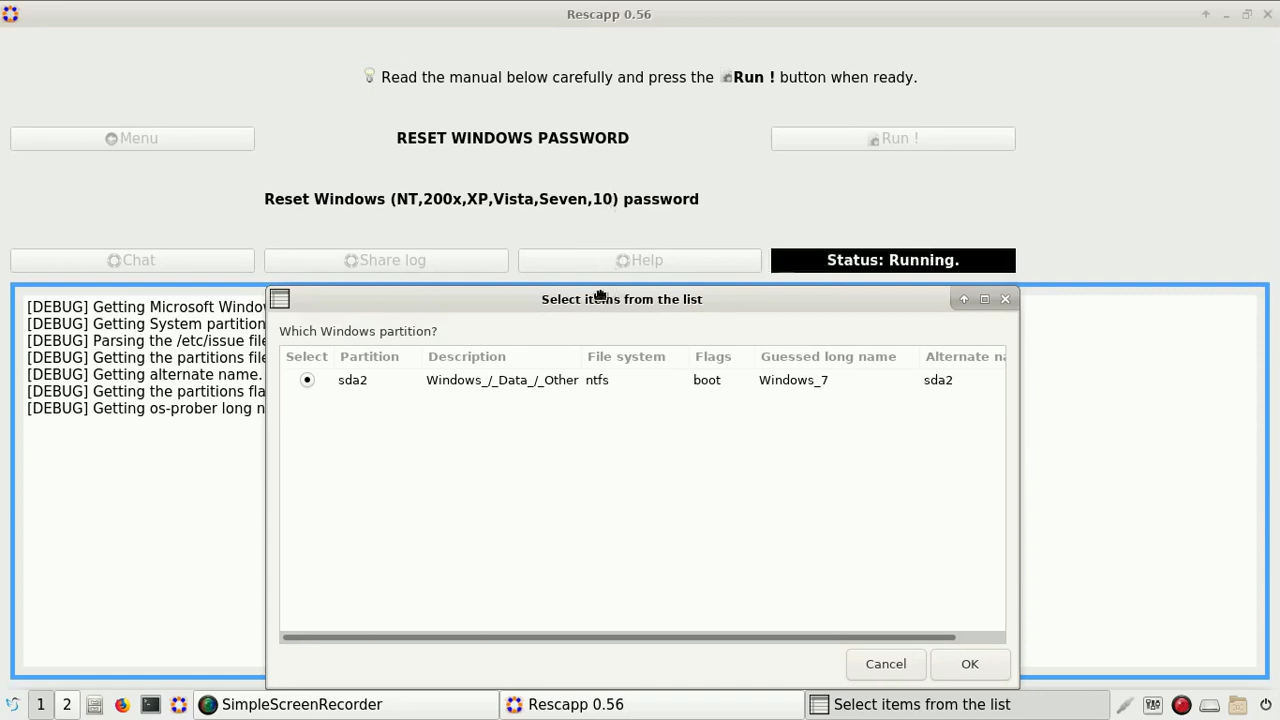 Rescapp 0.56
Read the manual below carefully and press the Run ! button when ready.
Menu
RESET WINDOWS PASSWORD
Run !
Reset Windows (NT,200x,XP,Vista,Seven,10) password
Chat
Share log
Help
Status: Running.
[DEBUG] Getting Microsoft Windo
[DEBUG] Getting System partition
[DEBUG] Parsing the /etc/issue file
[DEBUG] Getting the partitions file
[DEBUG] Getting alternate name.
[DEBUG] Getting the partitions fla
[DEBUG] Getting os-prober long n
Select items from the list
Which Windows partition?
Select Partition Description File system Flags Guessed long name Alternate na
sda2 Windows_/_Data_/_Other ntfs boot Windows_7 sda2
Cancel
OK
1 2 SimpleScreenRecorder Rescapp 0.56 Select items from the list